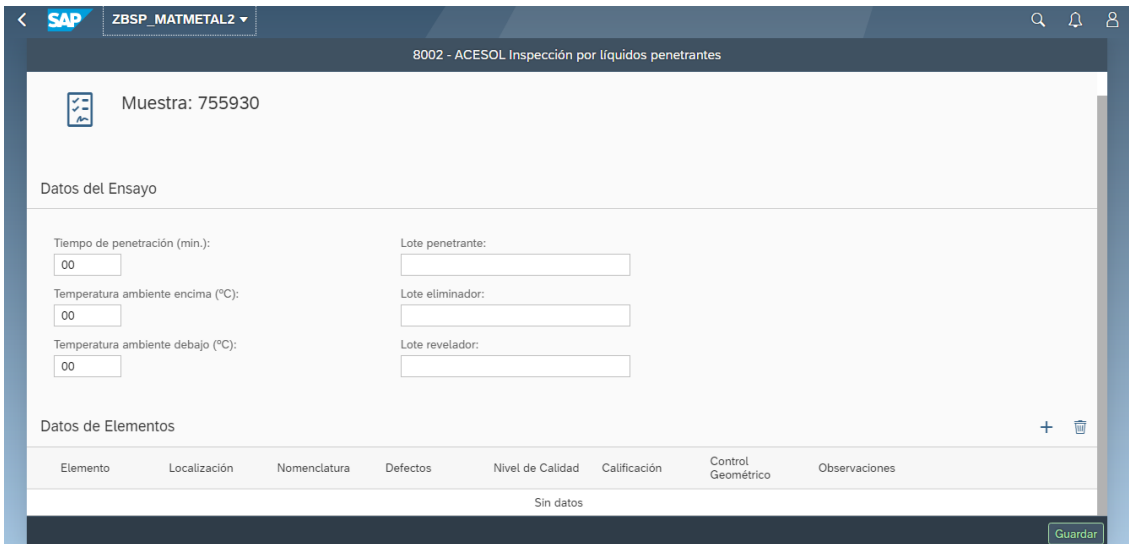 SAP ZBSP_MATMETAL2
8002 - ACESOL Inspección por líquidos penetrantes
Muestra: 755930
Datos del Ensayo
Tiempo de penetración (min.):
00
Lote penetrante:
Temperatura ambiente encima (ºC):
00
Lote eliminador:
Temperatura ambiente debajo (ºC):
00
Lote revelador:
Datos de Elementos
Elemento Localización Nomenclatura Defectos Nivel de Calidad Calificación Control Geométrico Observaciones
Sin datos
Guardar